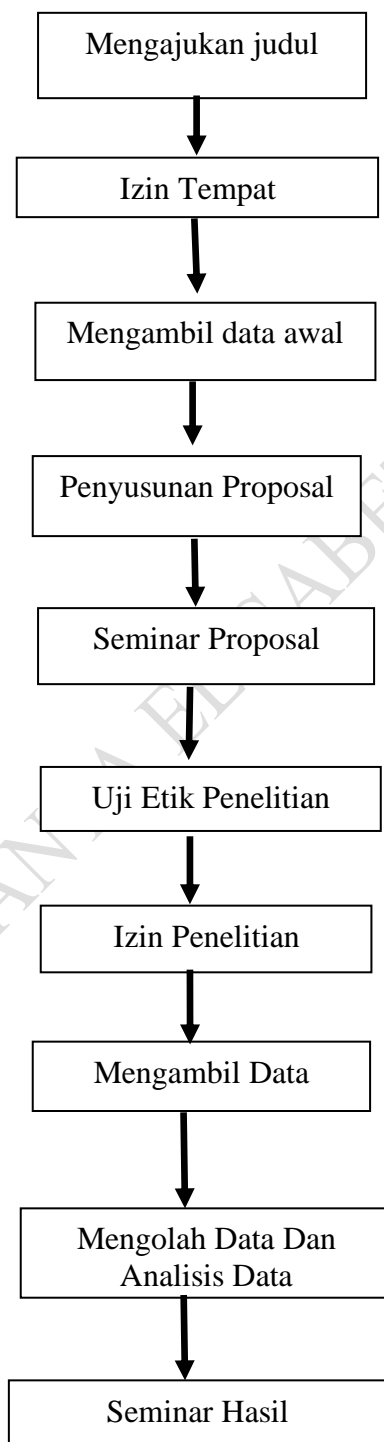 Mengajukan judul
Izin Tempat
Mengambil data awal
Penyusunan Proposal
Seminar Proposal
Uji Etik Penelitian
Izin Penelitian
Mengambil Data
Mengolah Data Dan
Analisis Data
Seminar Hasil